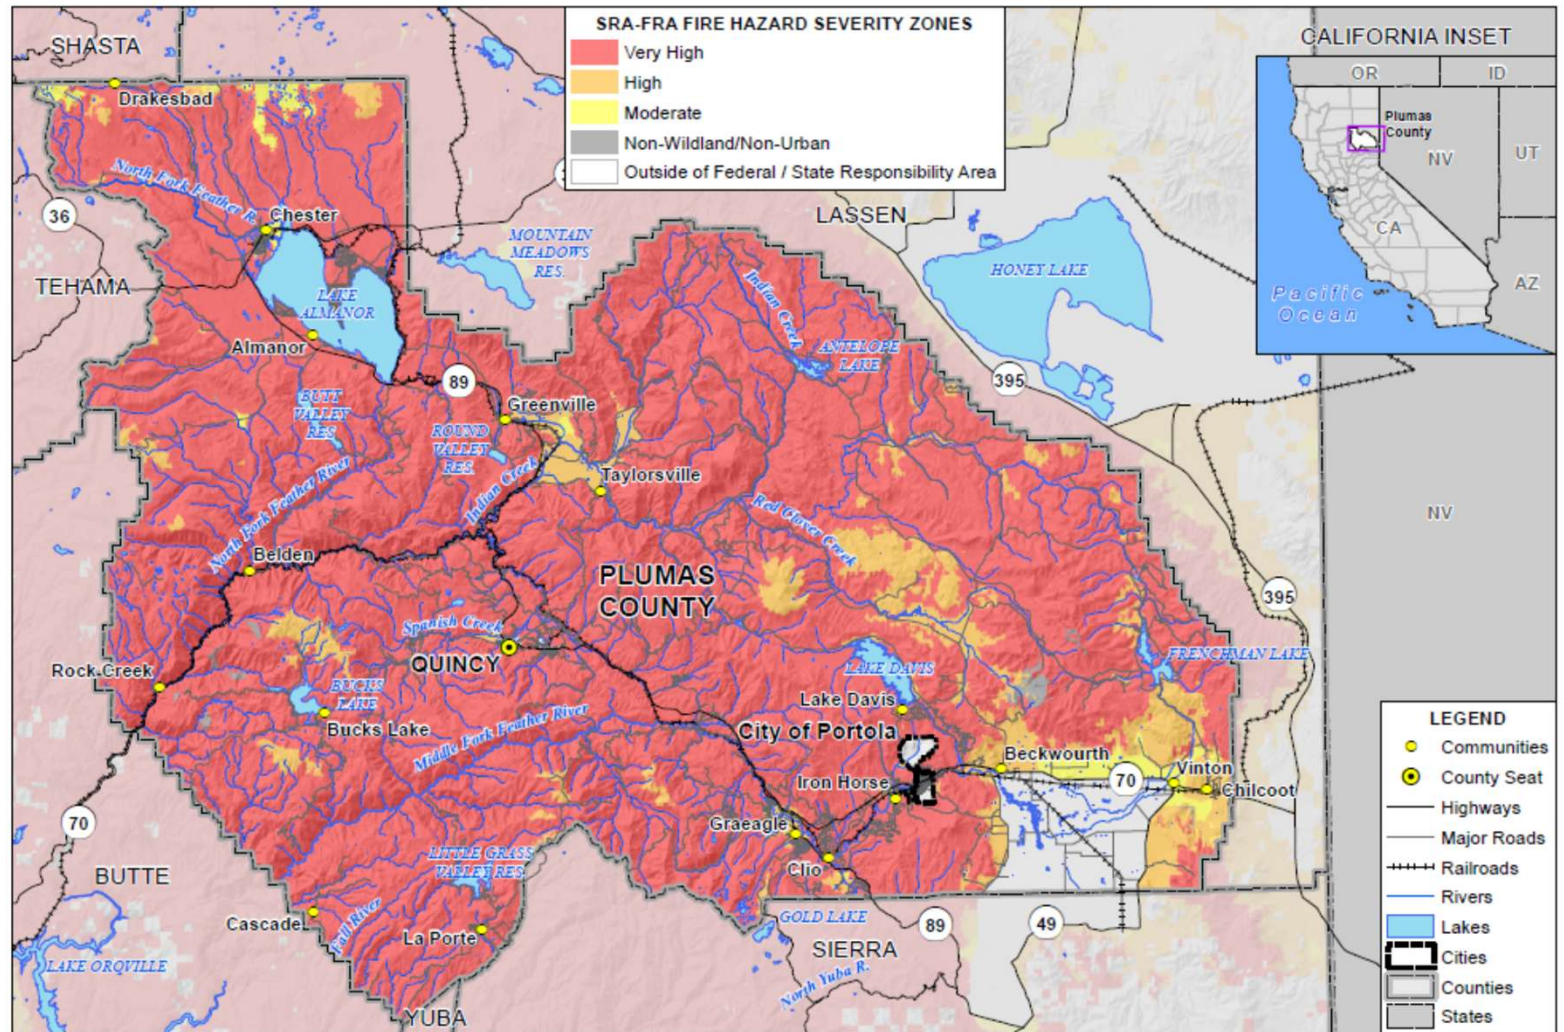 SRA-FRA FIRE HAZARD SEVERITY ZONES
Very High
High
Moderate
Non-Wildland/Non-Urban
Outside of Federal / State Responsibility Area
CALIFORNIA INSET
OR
ID
Plumas
County
NV
UT
CA
AZ
Pacific
Ocean
SHASTA
Drakesbad
North Fork Feather R.
36
Chester
LASSEN
MOUNTAIN
MEADOWS
RES.
TEHAMA
LAKE
ALMANOR
HONEY LAKE
Indian Creek
Almanor
ANTELOPE
LAKE
89
395
BUTT
VALLEY
RES.
Greenville
ROUND
VALLEY
RES.
Taylorsville
Indian Creek
North Fork Feather River
Red Clover Creek
NV
Belden
PLUMAS
COUNTY
395
Spanish Creek
QUINCY
Rock Creek
LAKE DAVIS
FRENCHMAN LAKE
BUCKS
LAKE
Bucks Lake
Lake Davis
Middle Fork Feather River
City of Portola
Beckwourth
Iron Horse
70
Vinton
Chilcoot
70
Graeagle
Clio
LITTLE GRASS
VALLEY RES.
BUTTE
Cascade
Fall River
La Porte
GOLD LAKE
89
49
SIERRA
LAKE OROVILLE
North Yuba R.
YUBA
LEGEND
Communities
County Seat
Highways
Major Roads
Railroads
Rivers
Lakes
Cities
Counties
States